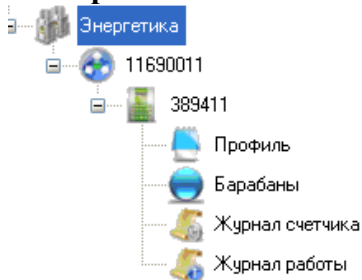 Энергетика
11690011
389411
Профиль
Барабаны
Журнал счетчика
Журнал работы